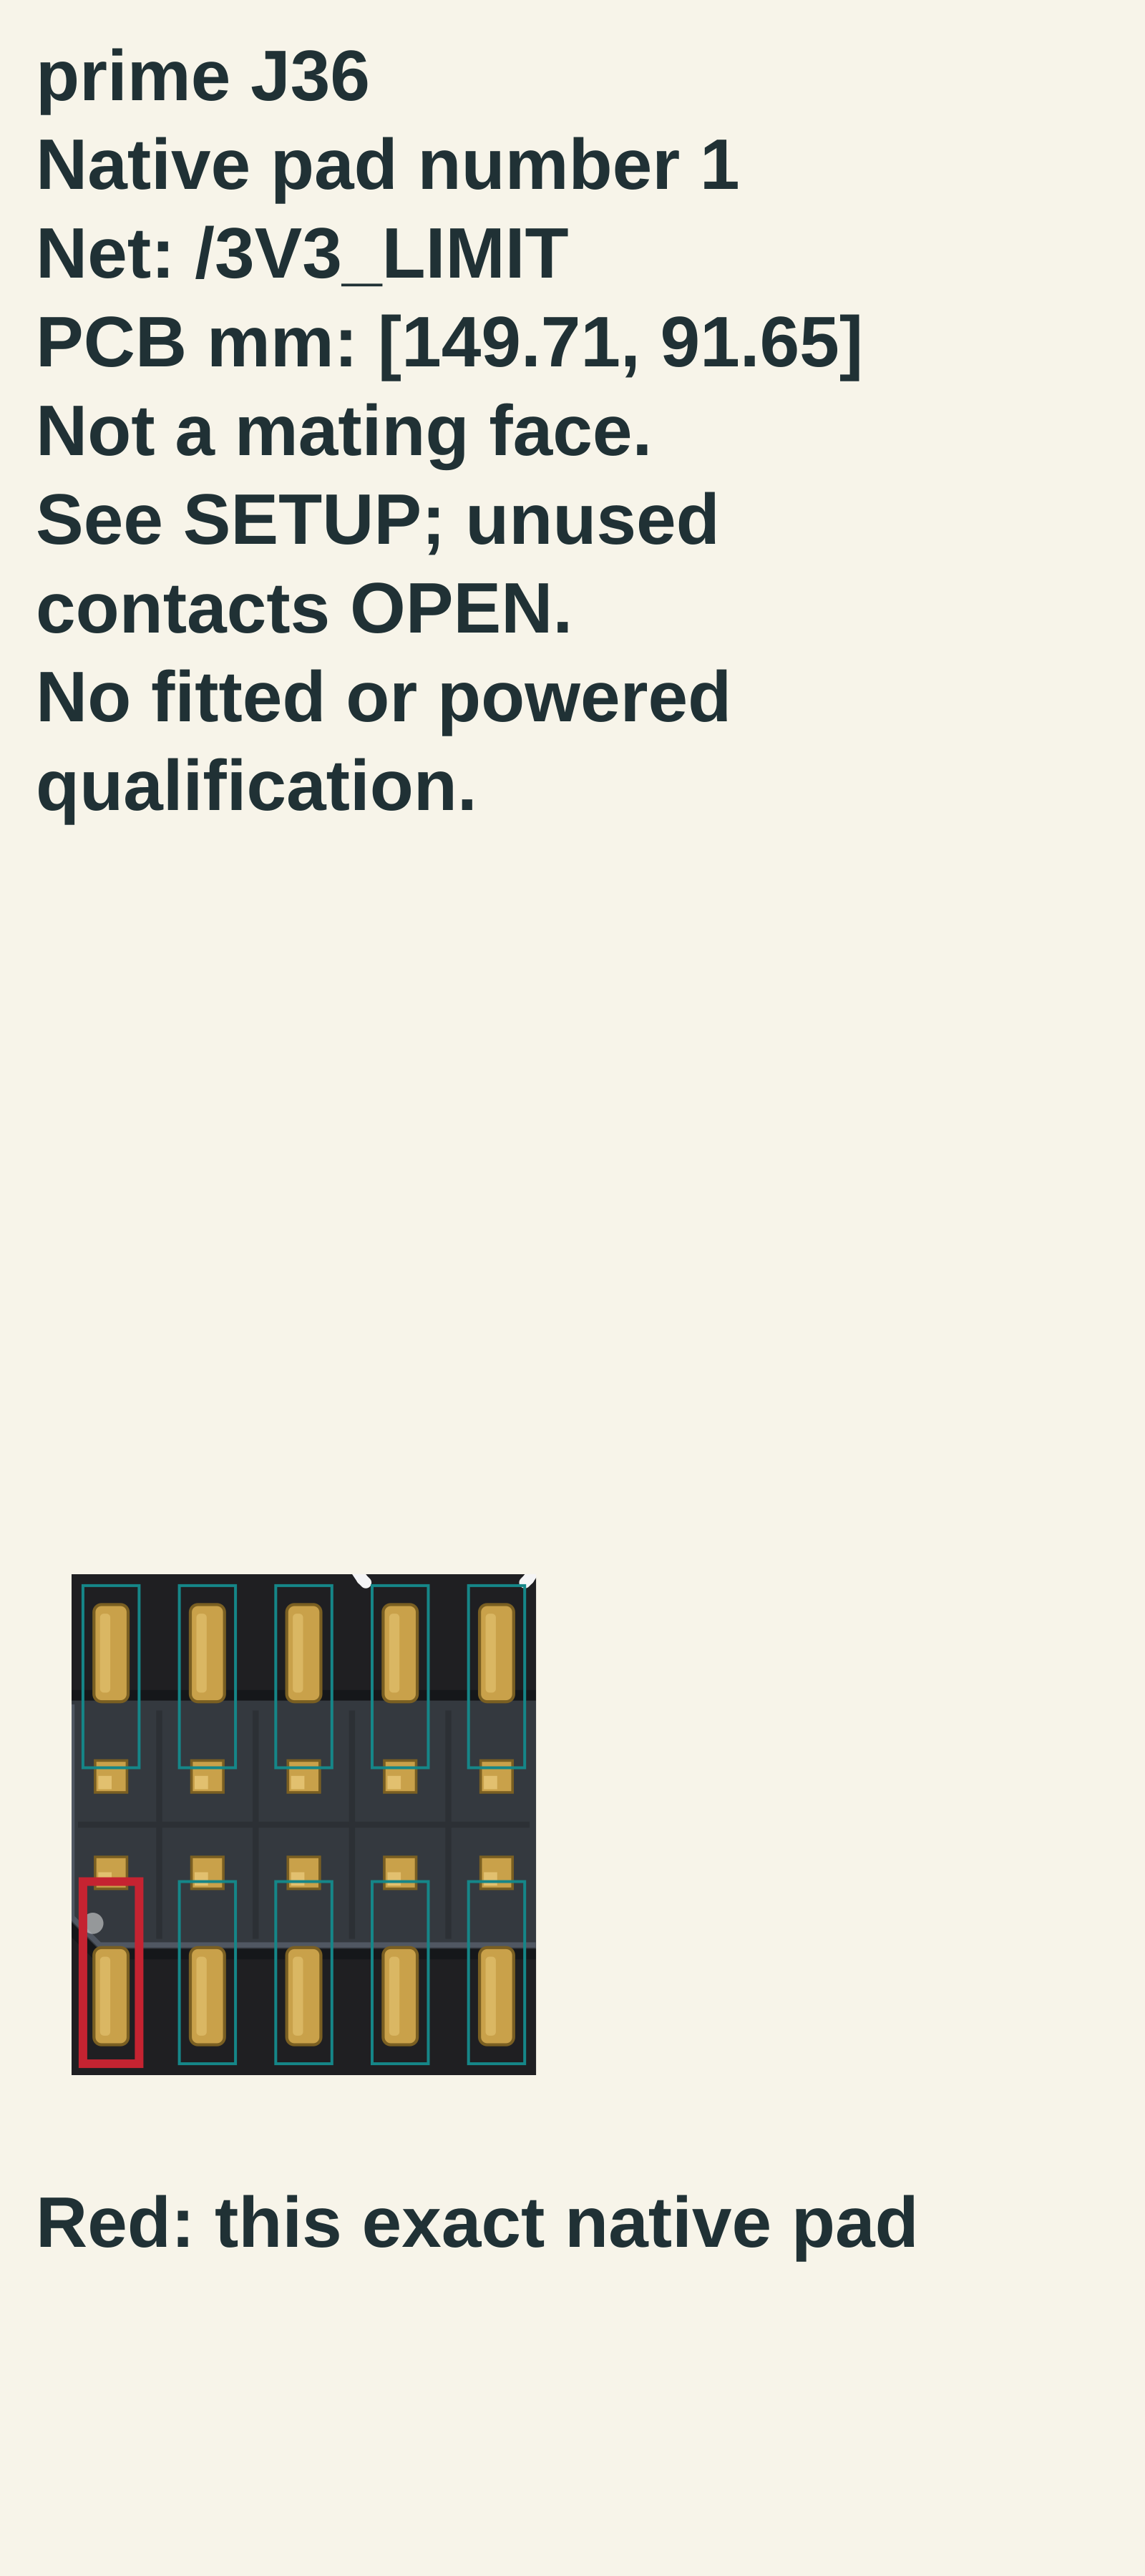 prime J36
Native pad number 1
Net: /3V3_LIMIT
PCB mm: [149.71, 91.65]
Not a mating face.
See SETUP; unused
contacts OPEN.
No fitted or powered
qualification.
Red: this exact native pad